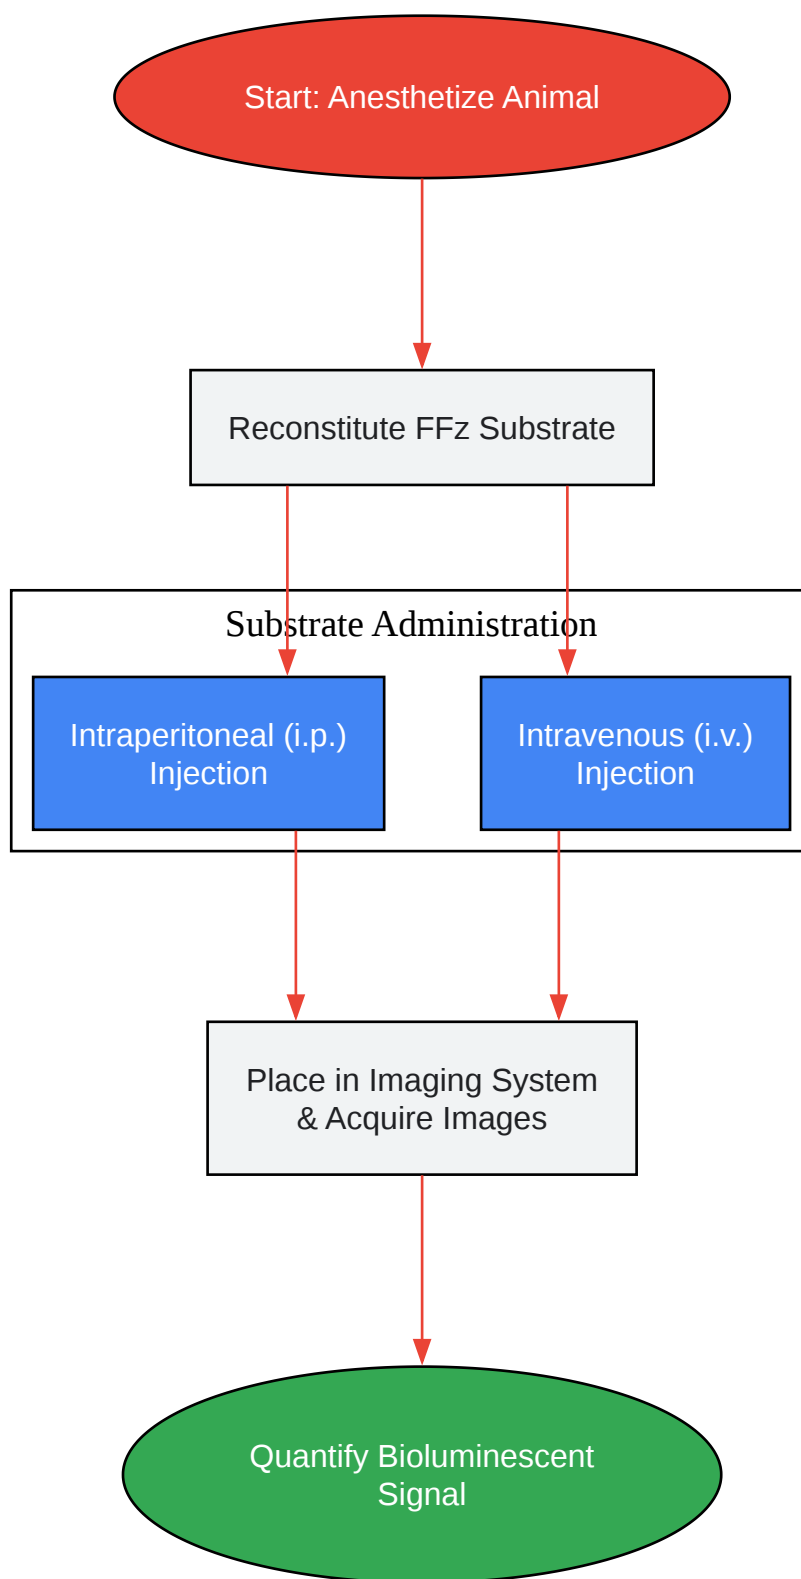 Start: Anesthetize Animal
Reconstitute FFz Substrate
Substrate Administration
Intraperitoneal (i.p.)
Injection
Intravenous (i.v.)
Injection
Place in Imaging System
& Acquire Images
Quantify Bioluminescent
Signal